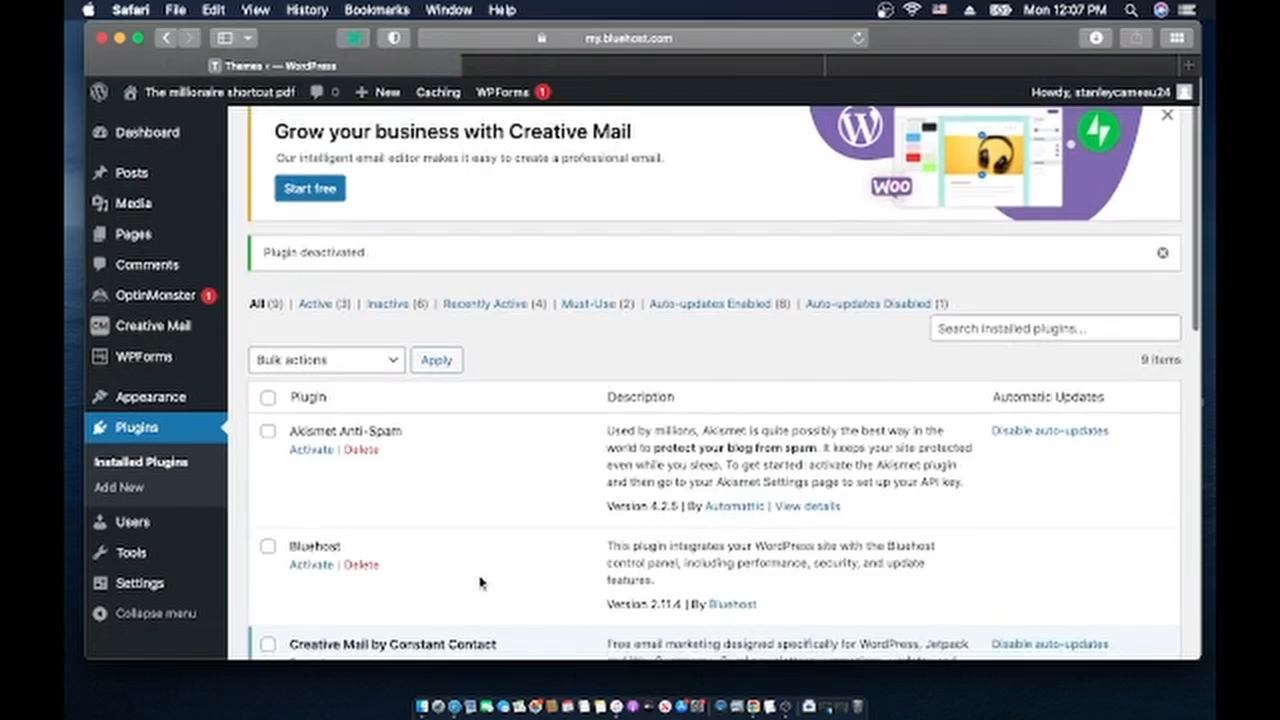 Safari File Edit View History Bookmarks Window Help Mon 12:07 PM
my.bluehost.com
Themes ‹ — WordPress
The millionaire shortcut pdf 0 New Caching WPForms 1 Howdy, stanleycameau24
Dashboard
Posts
Media
Pages
Comments
OptinMonster 1
CM Creative Mail
WPForms
Appearance
Plugins
Installed Plugins
Add New
Users
Tools
Settings
Collapse menu
Grow your business with Creative Mail
Our intelligent email editor makes it easy to create a professional email.
Start free
WOO
Plugin deactivated.
All (9) | Active (3) | Inactive (6) | Recently Active (4) | Must-Use (2) | Auto-updates Enabled (8) | Auto-updates Disabled (1)
Search installed plugins...
Bulk actions Apply 9 items
Plugin Description Automatic Updates
Akismet Anti-Spam
Activate | Delete
Used by millions, Akismet is quite possibly the best way in the
world to protect your blog from spam. It keeps your site protected
even while you sleep. To get started: activate the Akismet plugin
and then go to your Akismet Settings page to set up your API key.
Version 4.2.5 | By Automattic | View details
Disable auto-updates
Bluehost
Activate | Delete
This plugin integrates your WordPress site with the Bluehost
control panel, including performance, security, and update
features.
Version 2.11.4 | By Bluehost
Creative Mail by Constant Contact
Free email marketing designed specifically for WordPress, Jetpack
Disable auto-updates